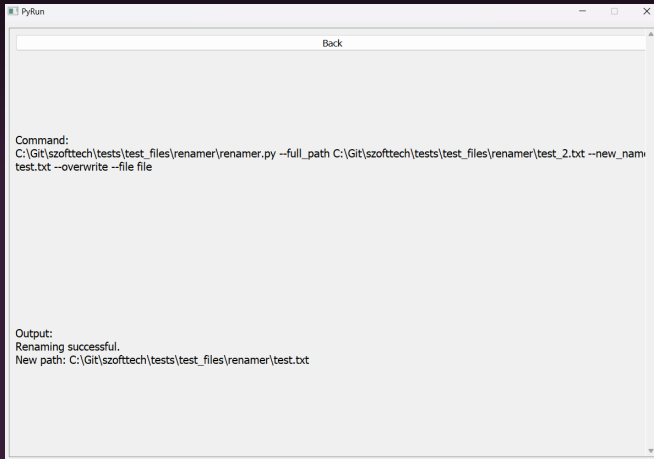 PyRun
Back
Command:
C:\Git\szofttech\tests\test_files\renamer\renamer.py --full_path C:\Git\szofttech\tests\test_files\renamer\test_2.txt --new_name
test.txt --overwrite --file file
Output:
Renaming successful.
New path: C:\Git\szofttech\tests\test_files\renamer\test.txt